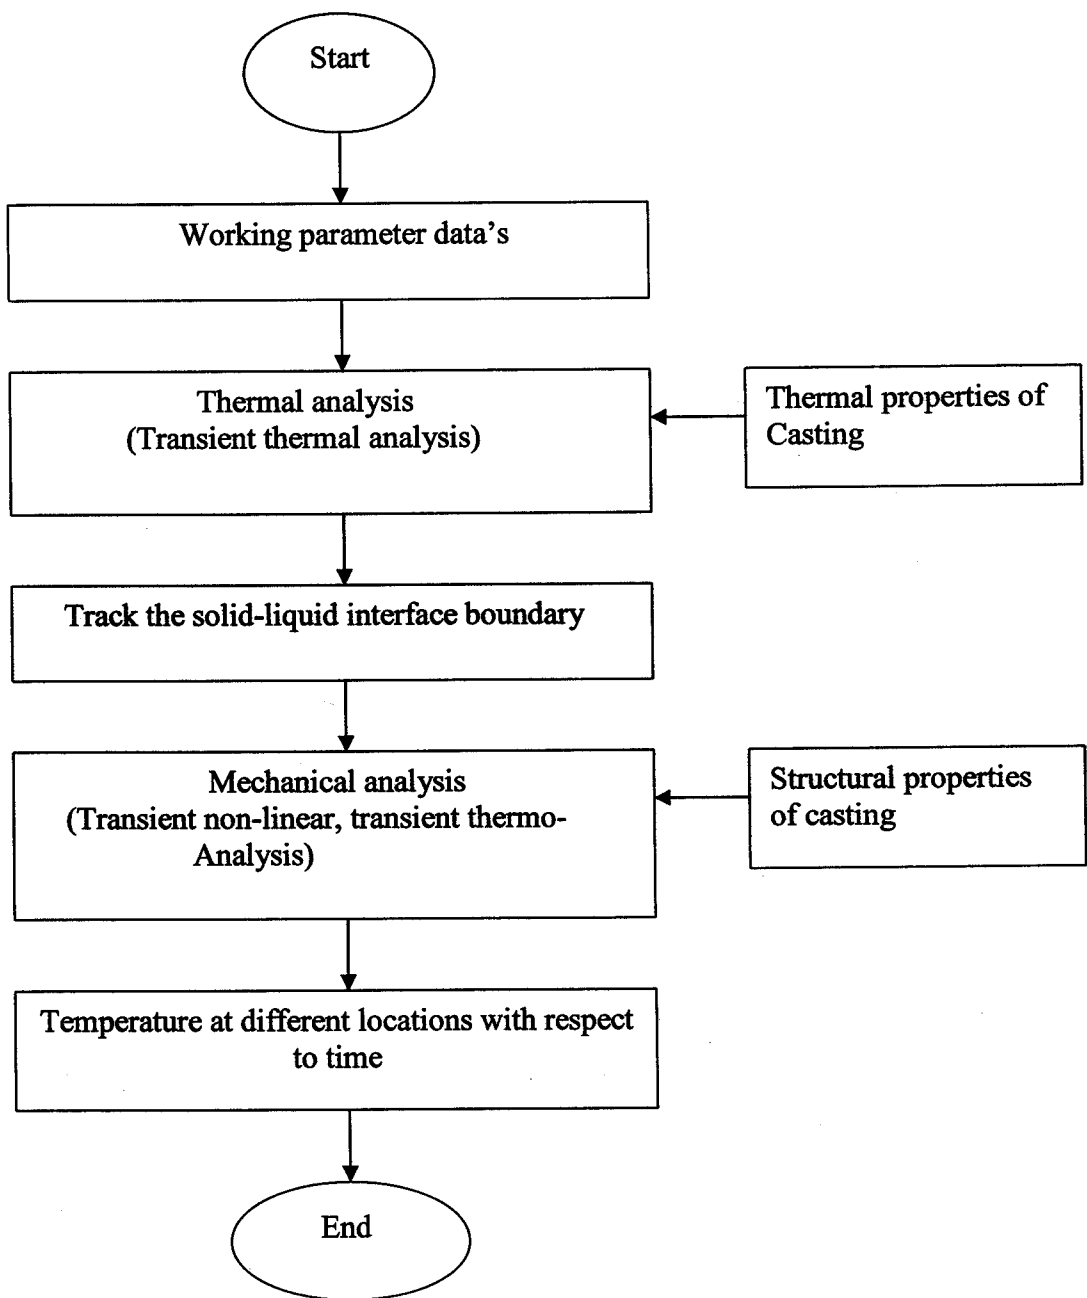 Start
Working parameter data's
Thermal analysis
(Transient thermal analysis)
Thermal properties of
Casting
Track the solid-liquid interface boundary
Mechanical analysis
(Transient non-linear, transient thermo-
Analysis)
Structural properties
of casting
Temperature at different locations with respect
to time
End